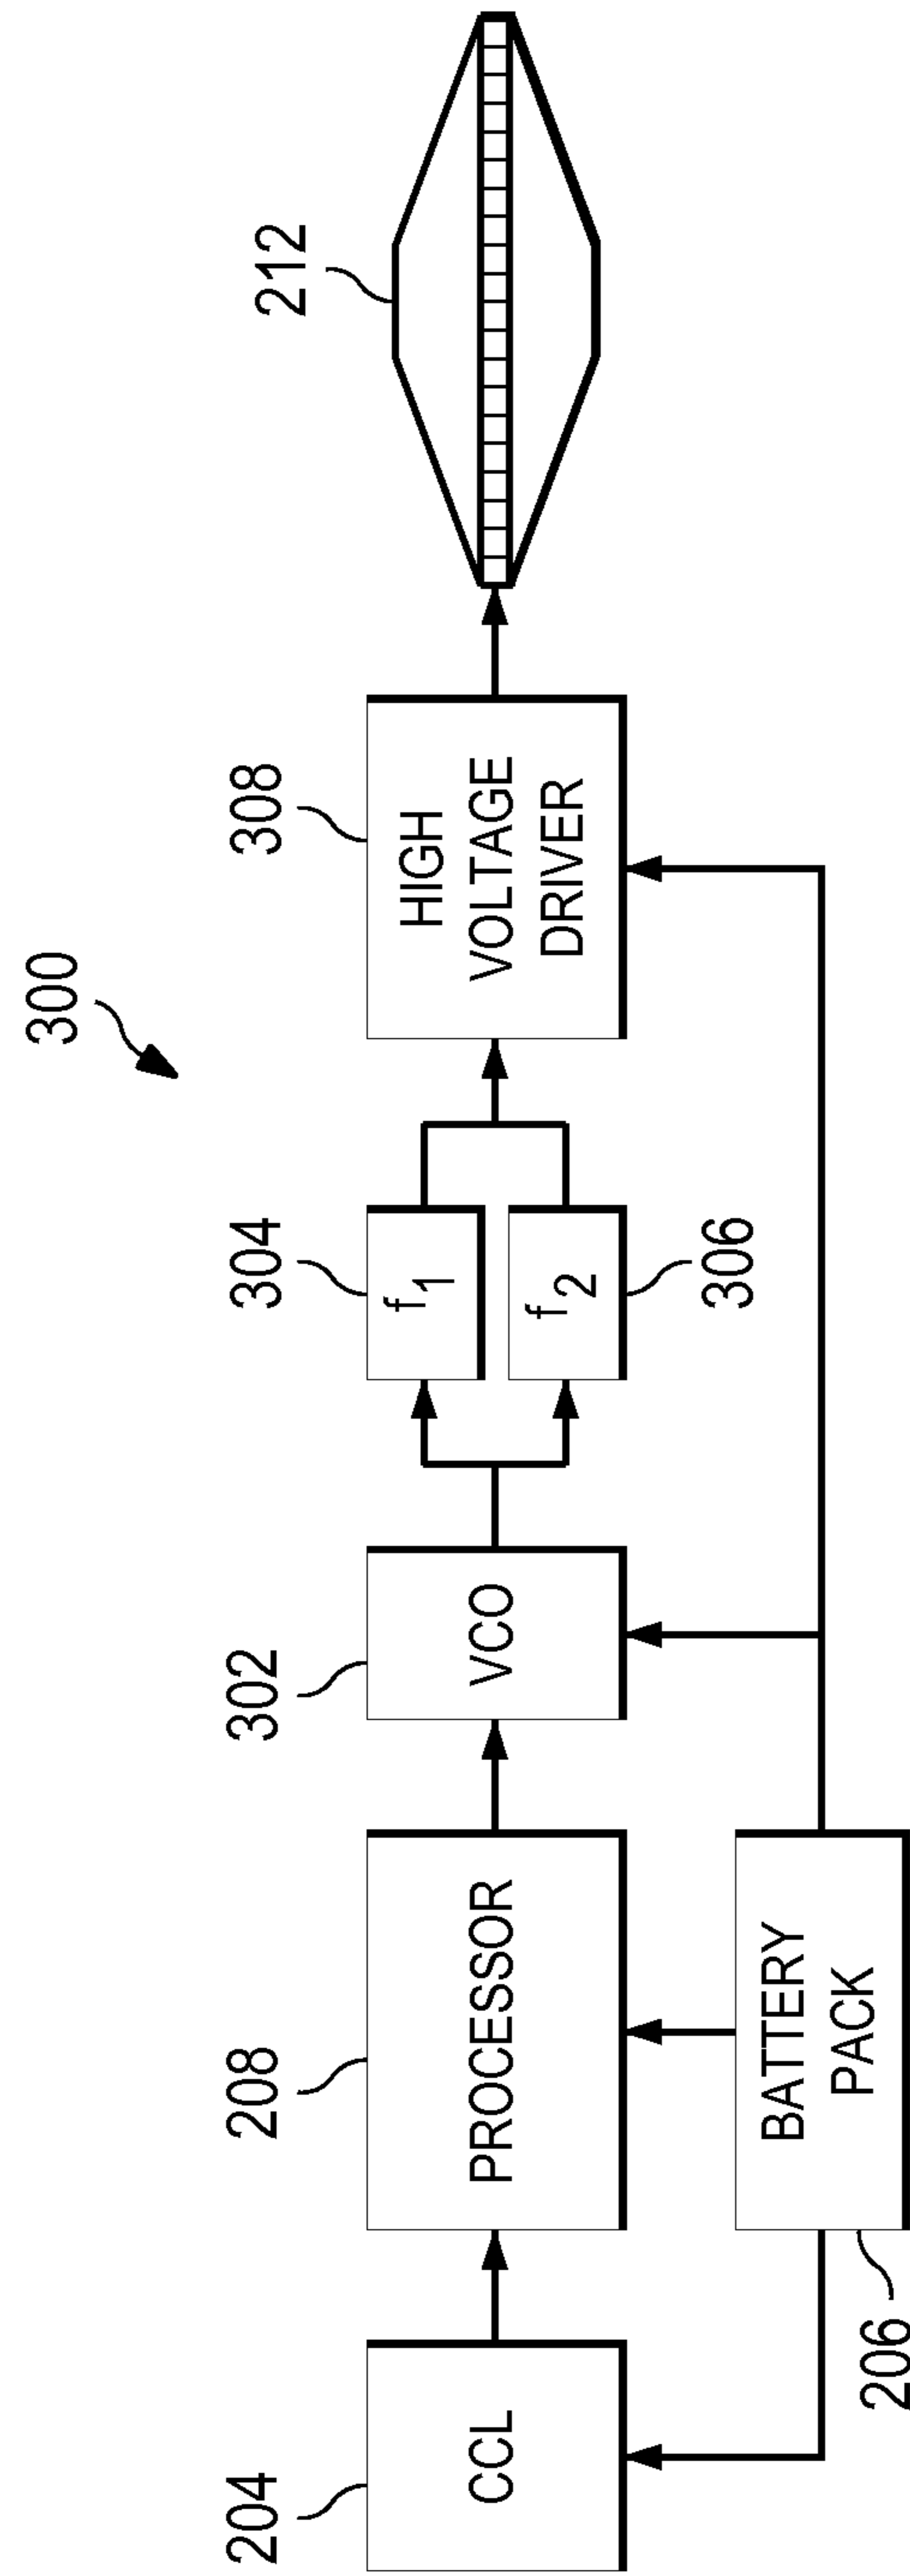 300
204
CCL
208
PROCESSOR
302
VCO
304
f1
f2
306
308
HIGH
VOLTAGE
DRIVER
212
BATTERY
PACK
206